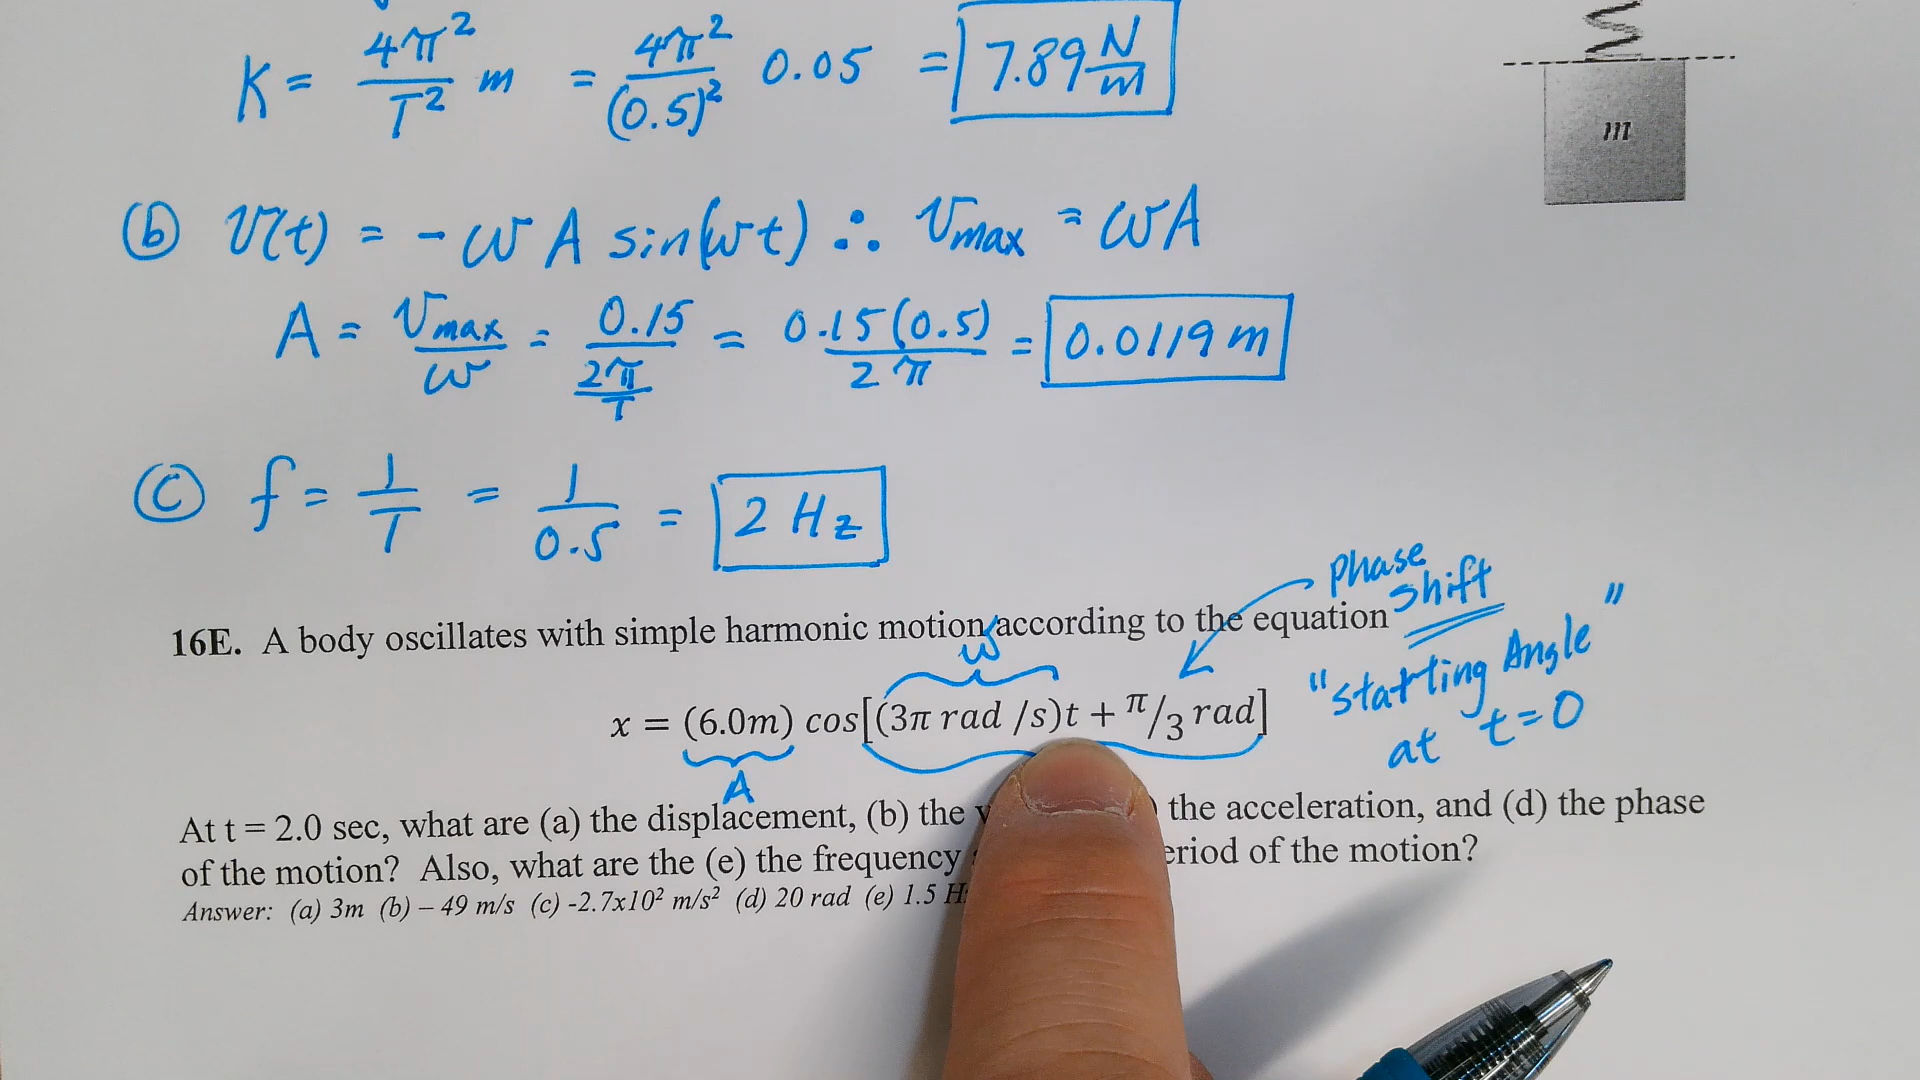 K = 4π²/T² m = 4π²/(0.5)² 0.05 = 7.89 N/m
m
(b) v(t) = -ωA sin(ωt) ∴ vmax = ωA
A = vmax/ω = 0.15/(2π/T) = 0.15(0.5)/2π = 0.0119 m
(c) f = 1/T = 1/0.5 = 2 Hz
phase
shift
16E. A body oscillates with simple harmonic motion according to the equation
ω
"starting Angle"
at t=0
x = (6.0m) cos[(3π rad /s)t + π/3 rad]
A
At t = 2.0 sec, what are (a) the displacement, (b) the the acceleration, and (d) the phase
of the motion? Also, what are the (e) the frequency eriod of the motion?
Answer: (a) 3m (b) – 49 m/s (c) -2.7x10² m/s² (d) 20 rad (e) 1.5 H